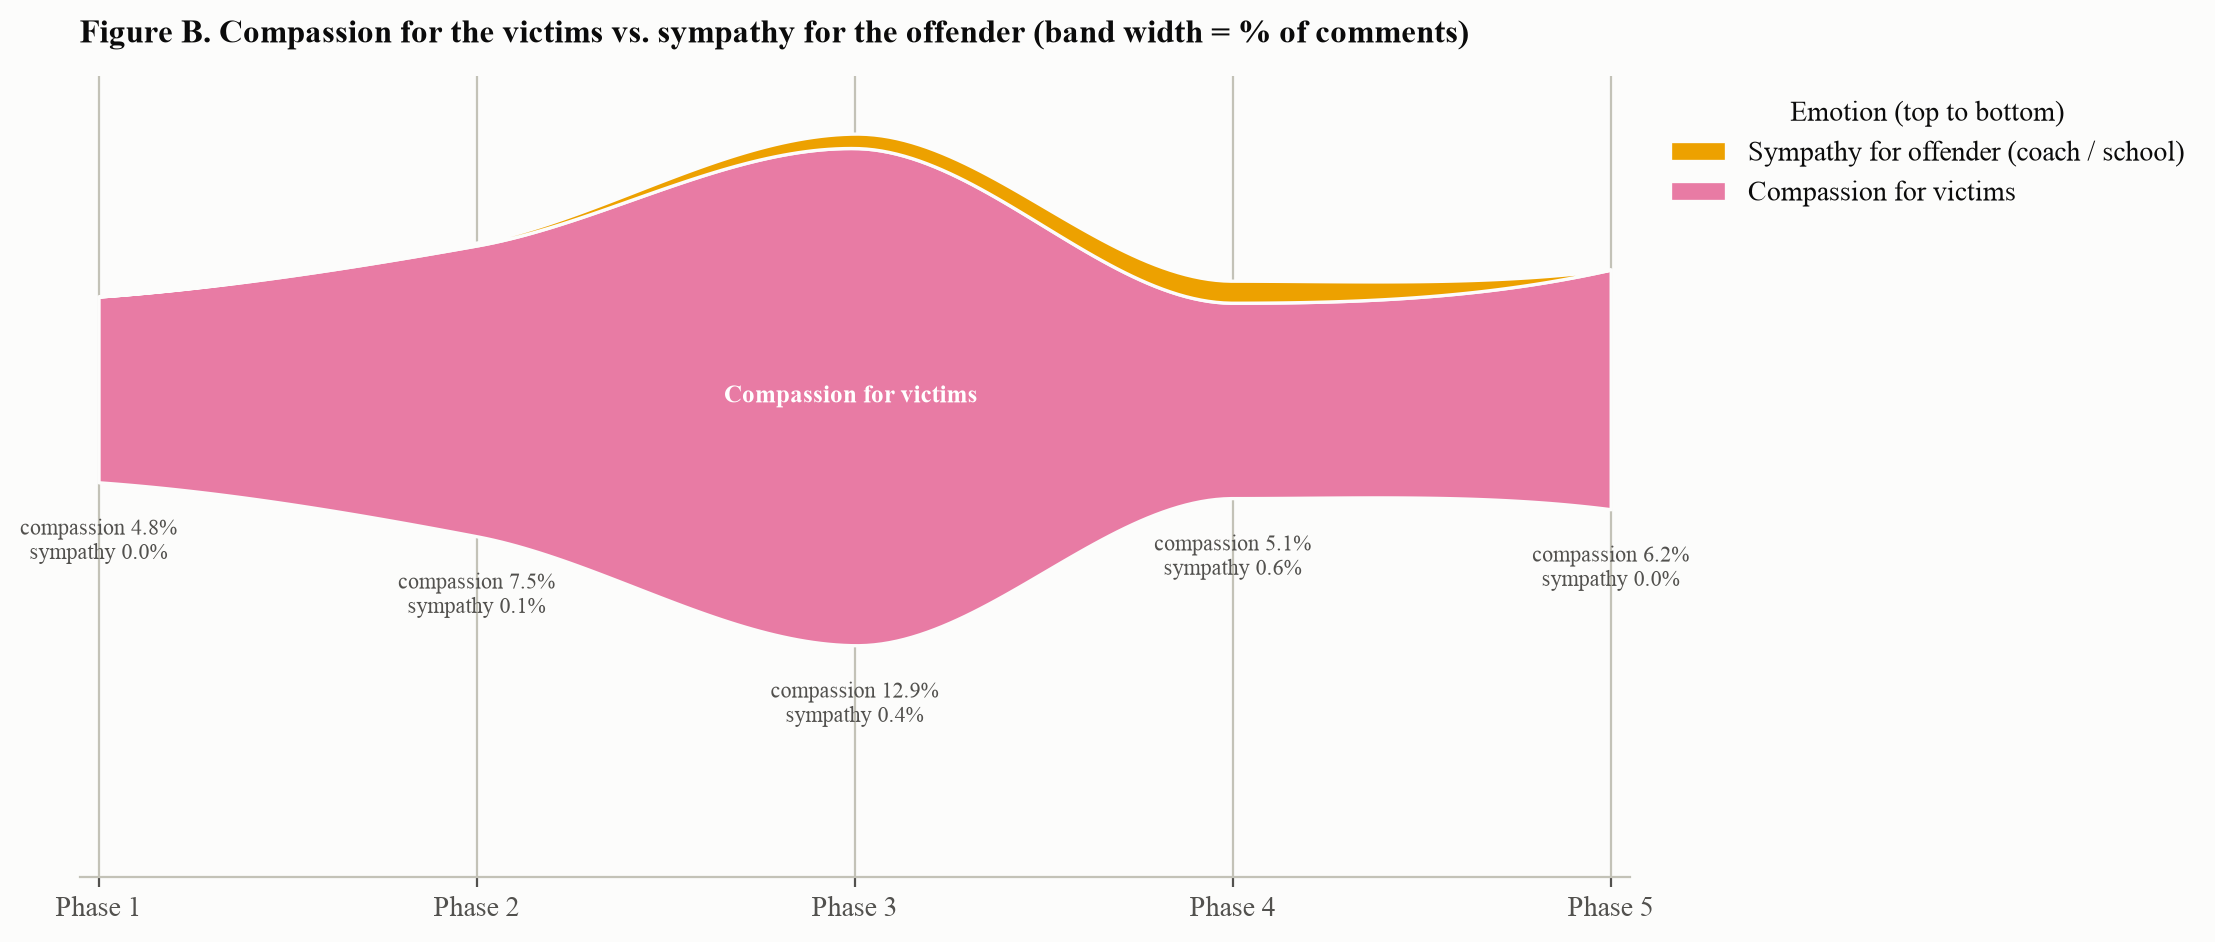 Figure B. Compassion for the victims vs. sympathy for the offender (band width = % of comments)
Emotion (top to bottom)
Sympathy for offender (coach / school)
Compassion for victims
Compassion for victims
compassion 4.8%
sympathy 0.0%
compassion 7.5%
sympathy 0.1%
compassion 12.9%
sympathy 0.4%
compassion 5.1%
sympathy 0.6%
compassion 6.2%
sympathy 0.0%
Phase 1
Phase 2
Phase 3
Phase 4
Phase 5